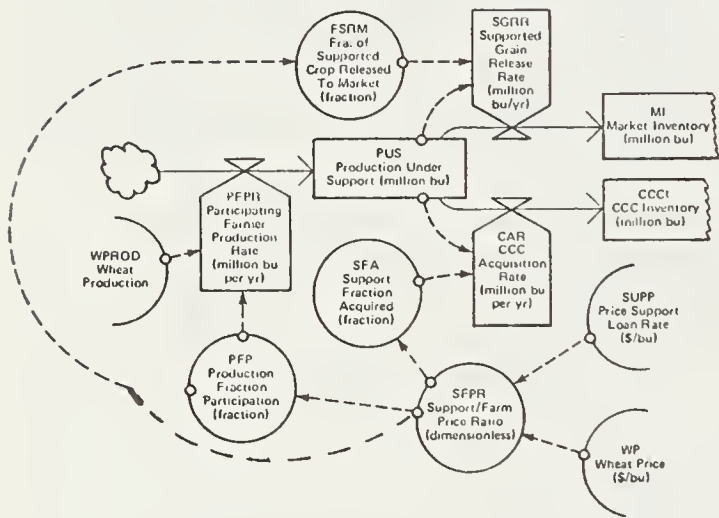 FSRM
Fra. of
Supported
Crop Released
To Market
(fraction)
SGRR
Supported
Grain
Release
Rate
(million
bu/yr)
MI
Market Inventory
(million bu)
PUS
Production Under
Support (million bu)
PFPR
Participating
Farmer
Production
Rate
(million bu
per yr)
CCCI
CCC Inventory
(million bu)
WPROD
Wheat
Production
SFA
Support
Fraction
Acquired
(fraction)
CAR
CCC
Acquisition
Rate
(million bu
per yr)
SUPP
Price Support
Loan Rate
($/bu)
PFP
Production
Fraction
Participation
(fraction)
SFPR
Support/Farm
Price Ratio
(dimensionless)
WP
Wheat Price
($/bu)